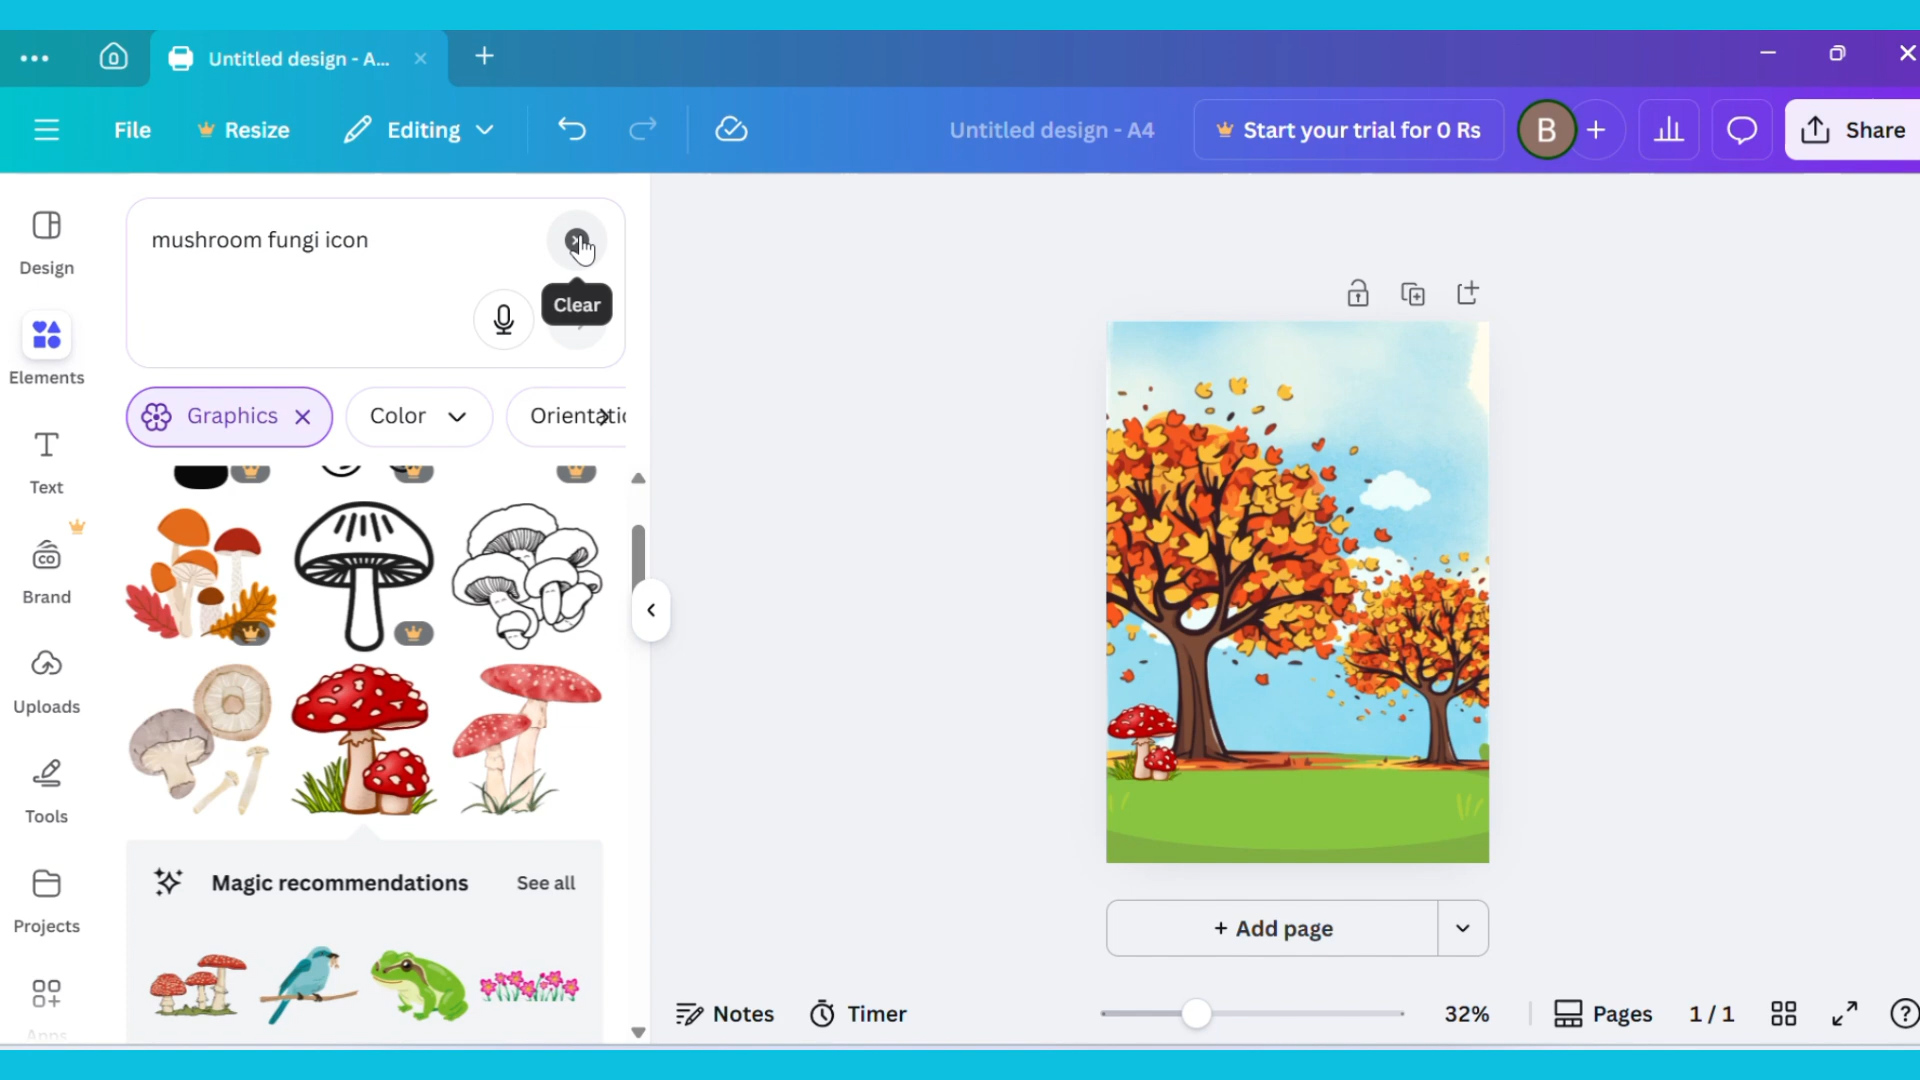 Untitled design - A...
File
Resize
Editing
Untitled design - A4
Start your trial for 0 Rs
B
Share
Design
Elements
Text
CO
Brand
Uploads
Tools
Projects
Apps
mushroom fungi icon
Clear
Graphics
Color
Magic recommendations
See all
+ Add page
Notes
Timer
32%
Pages
1 / 1
?